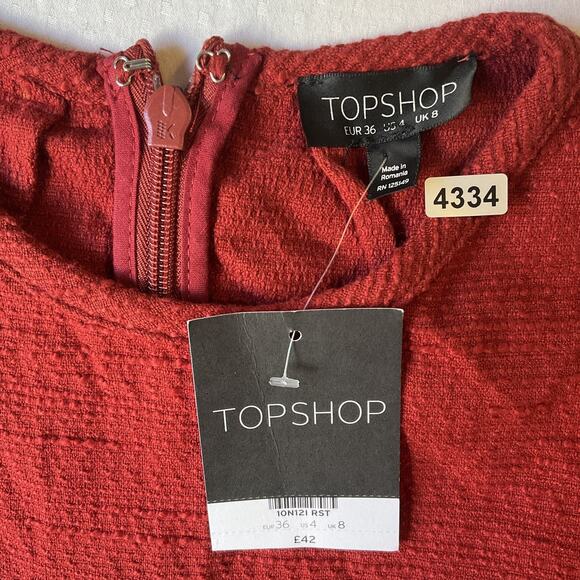 TOPSHOP
EUR 36 US 4 UK 8
Made in
Romania
RN 125149
4334
TOPSHOP
10N12I RST
EUR 36 US 4 UK 8
£42